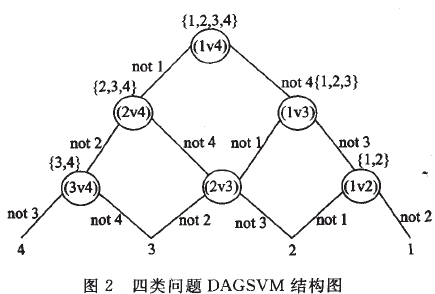 {1,2,3,4}
(1v4)
not 1
not 4{1,2,3}
{2,3,4}
(2v4)
(1v3)
not 2
not 4
not 1
not 3
{3,4}
{1,2}
(3v4)
(2v3)
(1v2)
not 3
not 4
not 2
not 3
not 1
not 2
4
3
2
1
图 2 四类问题 DAGSVM 结构图